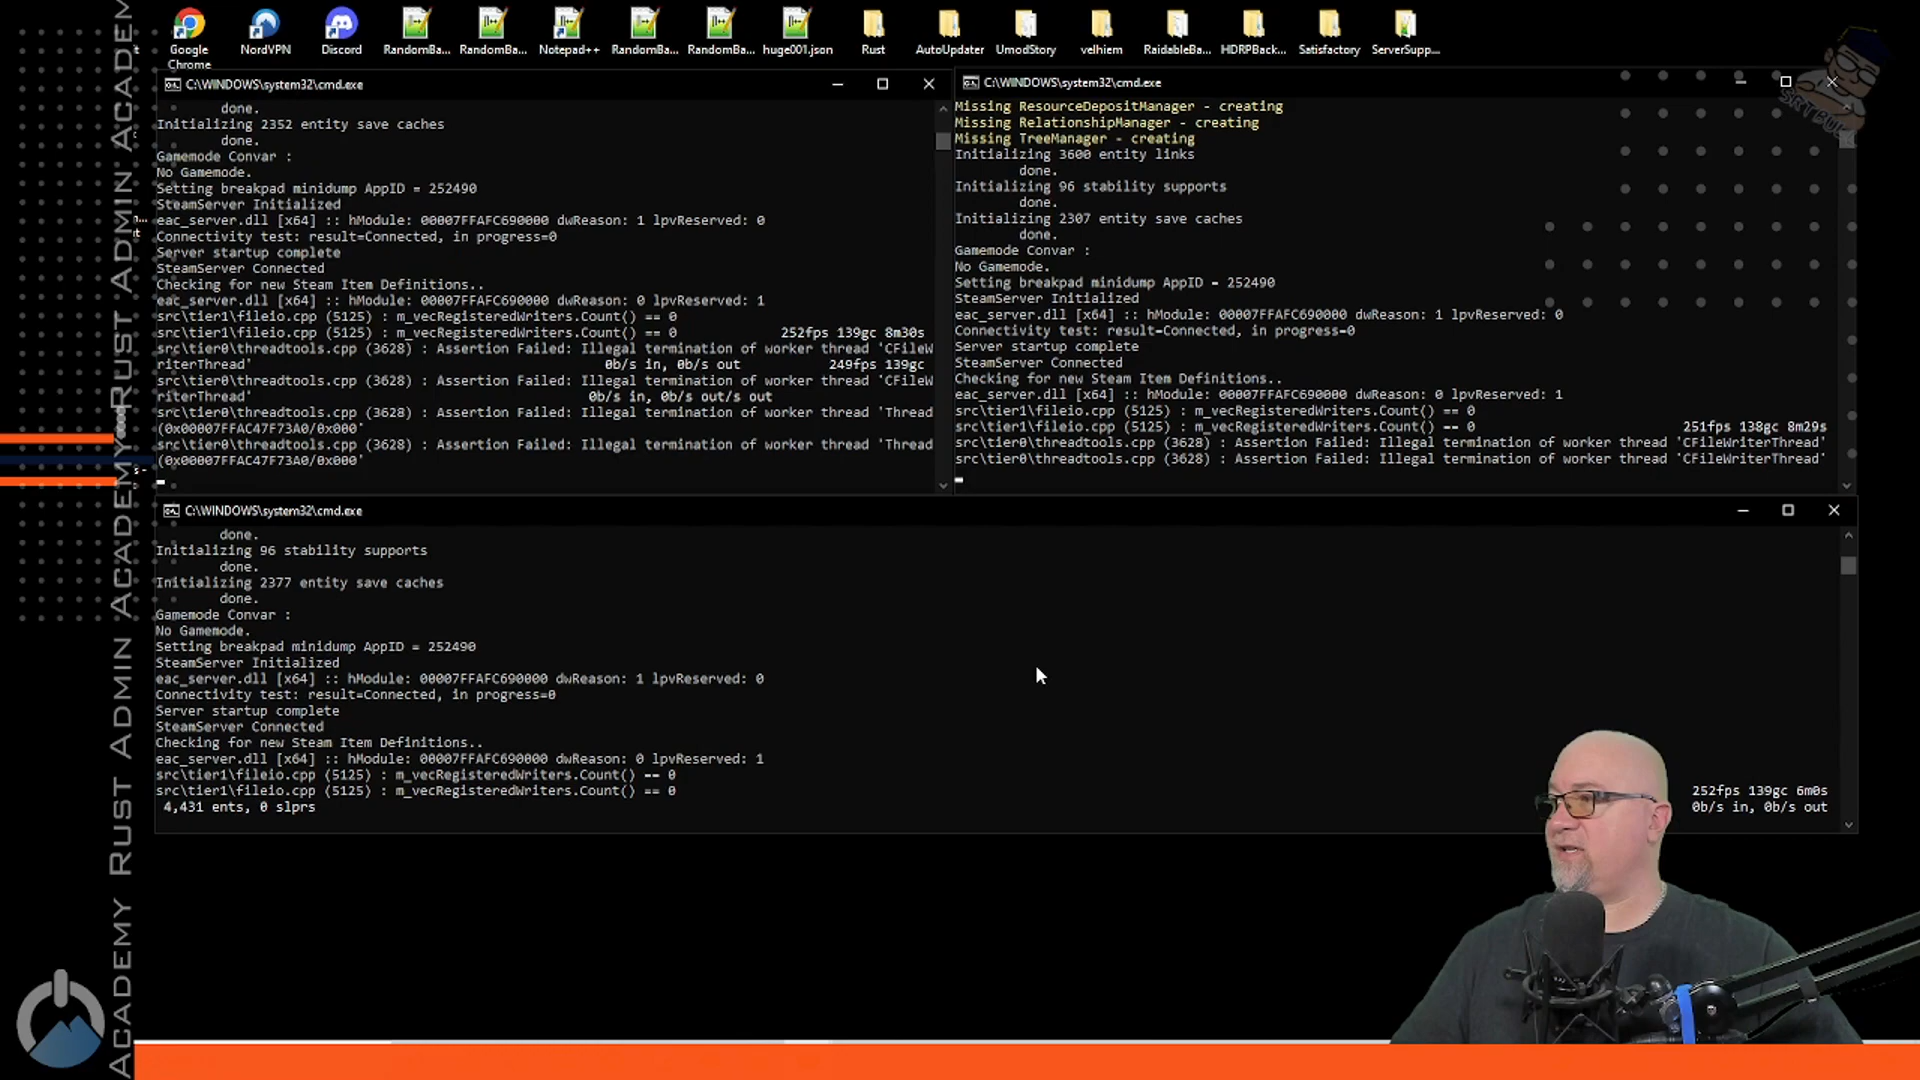 Google
Chrome
NordVPN
Discord
RandomBa...
RandomBa...
Notepad++
RandomBa...
RandomBa...
huge001.json
Rust
AutoUpdater
UmodStory
velhiem
RaidableBa...
HDRPBack...
Satisfactory
ServerSupp...
C:\WINDOWS\system32\cmd.exe
done.
Initializing 2352 entity save caches
done.
Gamemode Convar :
No Gamemode.
Setting breakpad minidump AppID = 252490
SteamServer Initialized
eac_server.dll [x64] :: hModule: 00007FFAFC690000 dwReason: 1 lpvReserved: 0
Connectivity test: result=Connected, in progress=0
Server startup complete
SteamServer Connected
Checking for new Steam Item Definitions..
eac_server.dll [x64] :: hModule: 00007FFAFC690000 dwReason: 0 lpvReserved: 1
src\tier1\fileio.cpp (5125) : m_vecRegisteredWriters.Count() == 0
src\tier1\fileio.cpp (5125) : m_vecRegisteredWriters.Count() == 0 252fps 139gc 8m30s
src\tier0\threadtools.cpp (3628) : Assertion Failed: Illegal termination of worker thread 'CFileW
riterThread' 0b/s in, 0b/s out 249fps 139gc
src\tier0\threadtools.cpp (3628) : Assertion Failed: Illegal termination of worker thread 'CFileW
riterThread' 0b/s in, 0b/s out/s out
src\tier0\threadtools.cpp (3628) : Assertion Failed: Illegal termination of worker thread 'Thread
(0x00007FFAC47F73A0/0x000'
src\tier0\threadtools.cpp (3628) : Assertion Failed: Illegal termination of worker thread 'Thread
(0x00007FFAC47F73A0/0x000'
C:\WINDOWS\system32\cmd.exe
Missing ResourceDepositManager - creating
Missing RelationshipManager - creating
Missing TreeManager - creating
Initializing 3600 entity links
done.
Initializing 96 stability supports
done.
Initializing 2307 entity save caches
done.
Gamemode Convar :
No Gamemode.
Setting breakpad minidump AppID = 252490
SteamServer Initialized
eac_server.dll [x64] :: hModule: 00007FFAFC690000 dwReason: 1 lpvReserved: 0
Connectivity test: result=Connected, in progress=0
Server startup complete
SteamServer Connected
Checking for new Steam Item Definitions..
eac_server.dll [x64] :: hModule: 00007FFAFC690000 dwReason: 0 lpvReserved: 1
src\tier1\fileio.cpp (5125) : m_vecRegisteredWriters.Count() == 0
src\tier1\fileio.cpp (5125) : m_vecRegisteredWriters.Count() == 0 251fps 138gc 8m29s
src\tier0\threadtools.cpp (3628) : Assertion Failed: Illegal termination of worker thread 'CFileWriterThread'
src\tier0\threadtools.cpp (3628) : Assertion Failed: Illegal termination of worker thread 'CFileWriterThread'
C:\WINDOWS\system32\cmd.exe
done.
Initializing 96 stability supports
done.
Initializing 2377 entity save caches
done.
Gamemode Convar :
No Gamemode.
Setting breakpad minidump AppID = 252490
SteamServer Initialized
eac_server.dll [x64] :: hModule: 00007FFAFC690000 dwReason: 1 lpvReserved: 0
Connectivity test: result=Connected, in progress=0
Server startup complete
SteamServer Connected
Checking for new Steam Item Definitions..
eac_server.dll [x64] :: hModule: 00007FFAFC690000 dwReason: 0 lpvReserved: 1
src\tier1\fileio.cpp (5125) : m_vecRegisteredWriters.Count() == 0
src\tier1\fileio.cpp (5125) : m_vecRegisteredWriters.Count() == 0 252fps 139gc 6m0s
4,431 ents, 0 slprs 0b/s in, 0b/s out
ACADEMY RUST ADMIN ACADEMY RUST ADMIN ACADEM